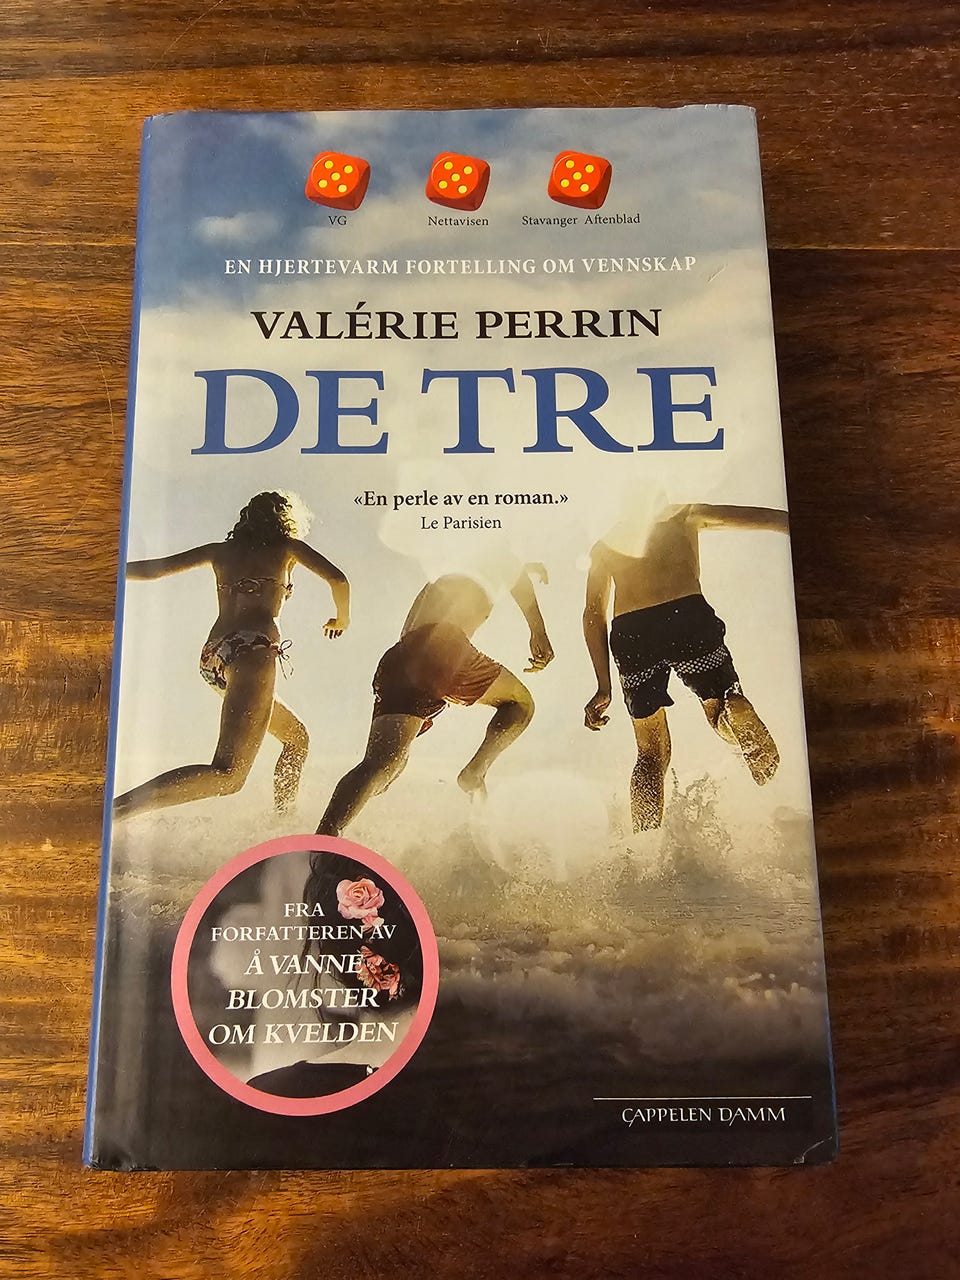 VG
Nettavisen
Stavanger Aftenblad
EN HJERTEVARM FORTELLING OM VENNSKAP
VALÉRIE PERRIN
DE TRE
«En perle av en roman.»
Le Parisien
FRA
FORFATTEREN AV
Å VANNE
BLOMSTER
OM KVELDEN
CAPPELEN DAMM